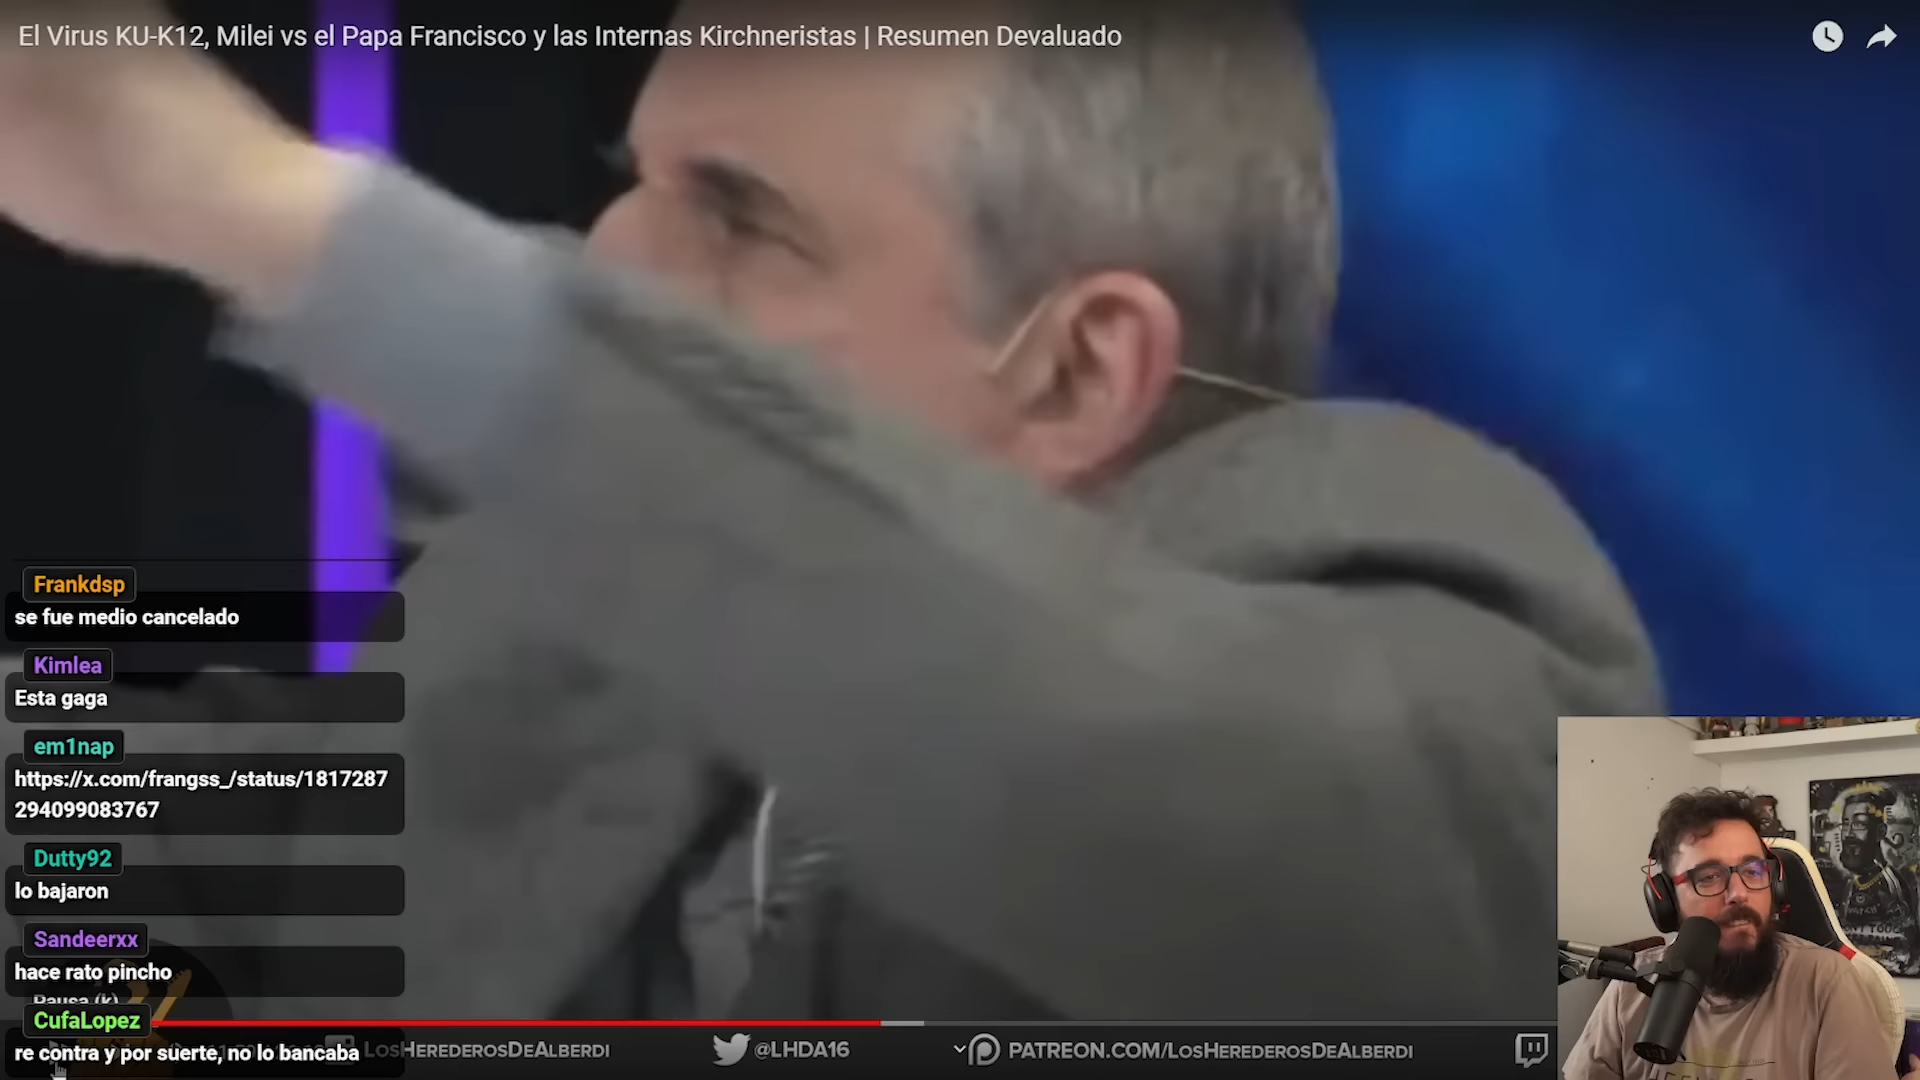 El Virus KU-K12, Milei vs el Papa Francisco y las Internas Kirchneristas | Resumen Devaluado
Frankdsp
se fue medio cancelado
Kimlea
Esta gaga
em1nap
https://x.com/frangss_/status/1817287
294099083767
Dutty92
lo bajaron
Sandeerxx
hace rato pincho
Pausa (k)
CufaLopez
re contra y por suerte, no lo bancaba
LosHerederosDeAlberdi
@LHDA16
PATREON.COM/LosHerederosDeAlberdi